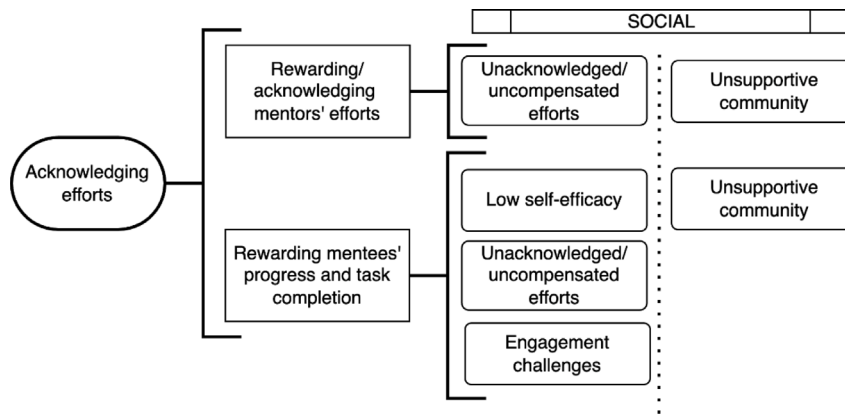 SOCIAL
Rewarding/
acknowledging
mentors' efforts
Unacknowledged/
uncompensated
efforts
Unsupportive
community
Acknowledging
efforts
Low self-efficacy
Unsupportive
community
Rewarding mentees'
progress and task
completion
Unacknowledged/
uncompensated
efforts
Engagement
challenges